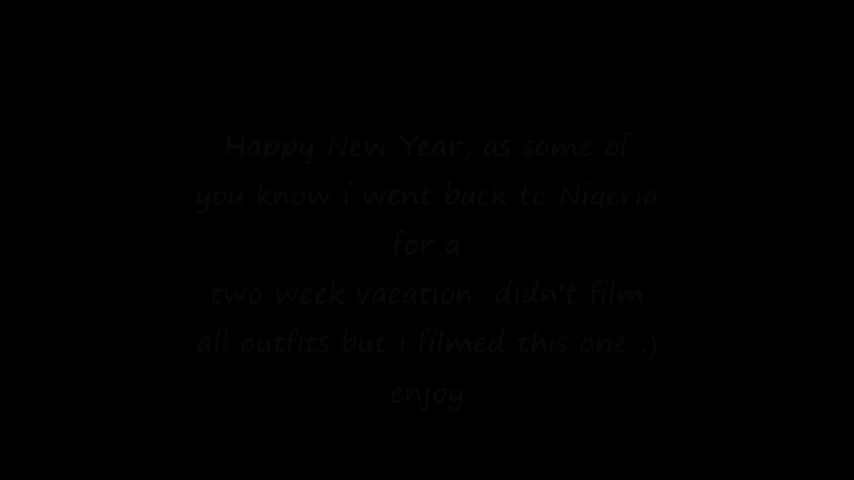 Happy New Year, as some of
you know i went back to Nigeria
for a
two week vacation didn't film
all outfits but i filmed this one :)
enjoy